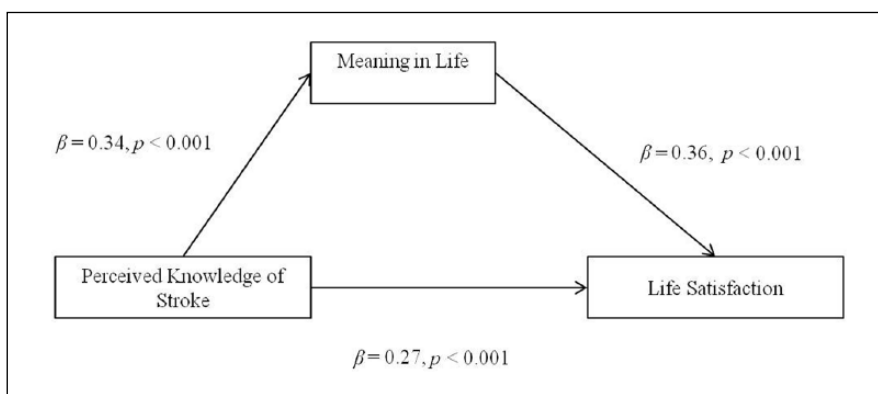 Meaning in Life
β = 0.34, p < 0.001
β = 0.36, p < 0.001
Perceived Knowledge of
Stroke
Life Satisfaction
β = 0.27, p < 0.001